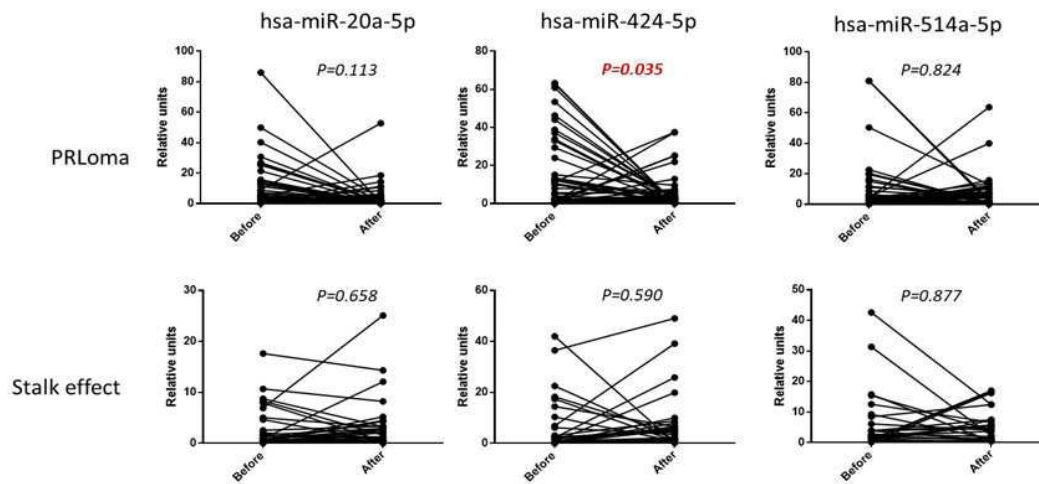 hsa-miR-20a-5p
hsa-miR-424-5p
hsa-miR-514a-5p
PRLoma
Relative units
100
80
60
40
20
0
P=0.113
Before
After
Relative units
80
60
40
20
0
P=0.035
Before
After
Relative units
100
80
60
40
20
0
P=0.824
Before
After
Stalk effect
Relative units
30
20
10
0
P=0.658
Before
After
Relative units
60
40
20
0
P=0.590
Before
After
Relative units
50
40
30
20
10
0
P=0.877
Before
After